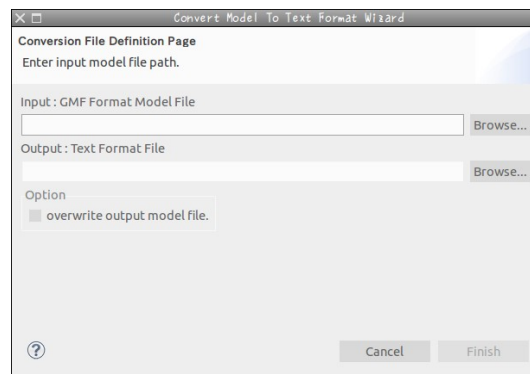 Convert Model To Text Format Wizard
Conversion File Definition Page
Enter input model file path.
Input : GMF Format Model File
Browse...
Output : Text Format File
Browse...
Option
overwrite output model file.
?
Cancel
Finish